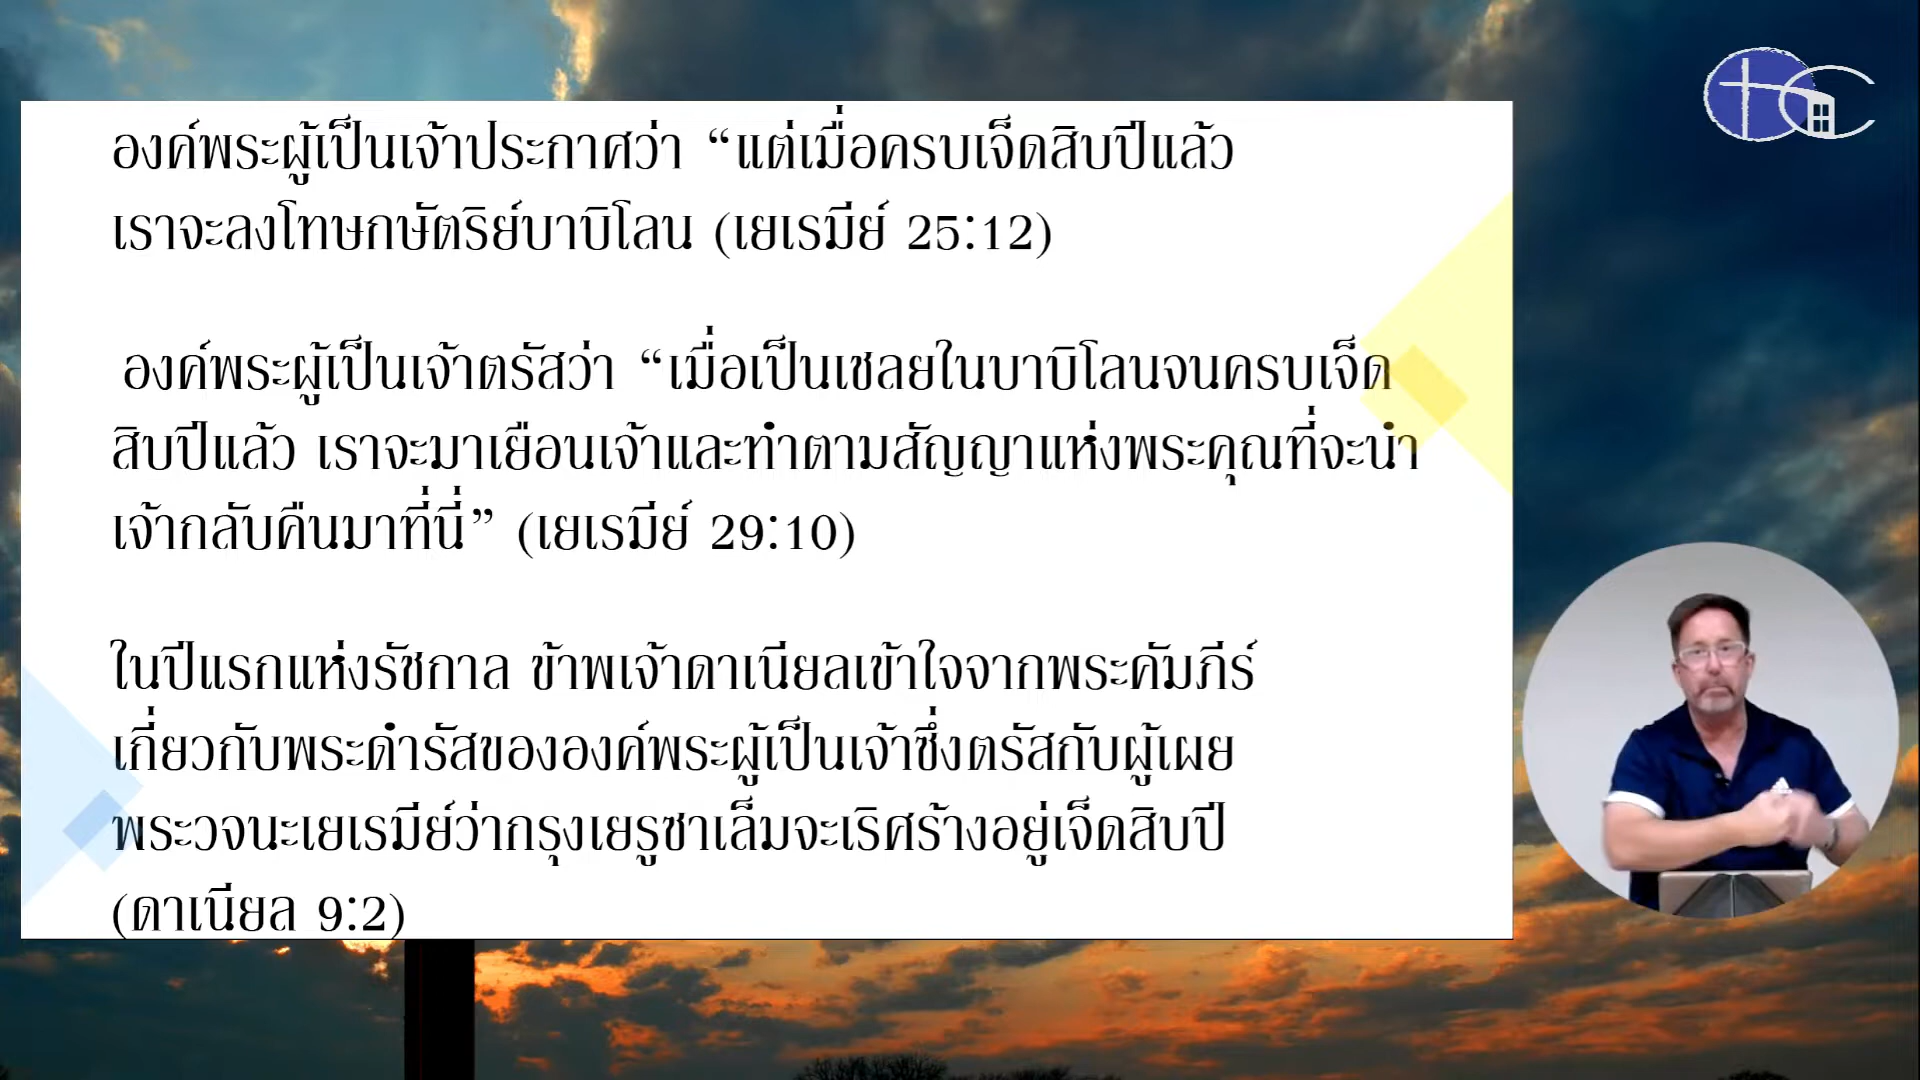 องค์พระผู้เป็นเจ้าประกาศว่า “แต่เมื่อครบเจ็ดสิบปีแล้ว
เราจะลงโทษกษัตริย์บาบิโลน (เยเรมีย์ 25:12)
องค์พระผู้เป็นเจ้าตรัสว่า “เมื่อเป็นเชลยในบาบิโลนจนครบเจ็ด
สิบปีแล้ว เราจะมาเยือนเจ้าและทำตามสัญญาแห่งพระคุณที่จะนำ
เจ้ากลับคืนมาที่นี่” (เยเรมีย์ 29:10)
ในปีแรกแห่งรัชกาล ข้าพเจ้าดาเนียลเข้าใจจากพระคัมภีร์
เกี่ยวกับพระดำรัสขององค์พระผู้เป็นเจ้าซึ่งตรัสกับผู้เผย
พระวจนะเยเรมีย์ว่ากรุงเยรูซาเล็มจะเริศร้างอยู่เจ็ดสิบปี
(ดาเนียล 9:2)